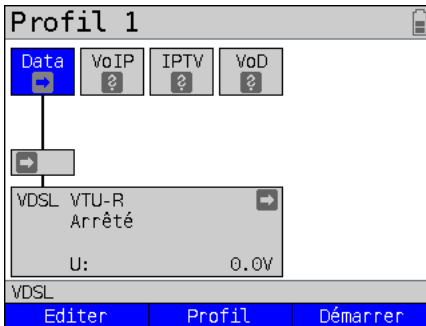 Profil 1
Data VoIP IPTV VoD
VDSL VTU-R
Arrêté
U: 0.0V
VDSL
Editer Profil Démarrer